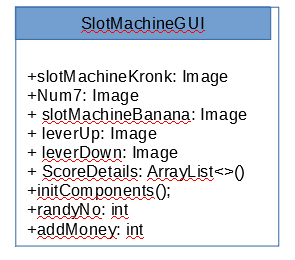 SlotMachineGUI
+slotMachineKronk: Image
+Num7: Image
+ slotMachineBanana: Image
+ leverUp: Image
+ leverDown: Image
+ ScoreDetails: ArrayList<>()
+initComponents();
+randyNo: int
+addMoney: int